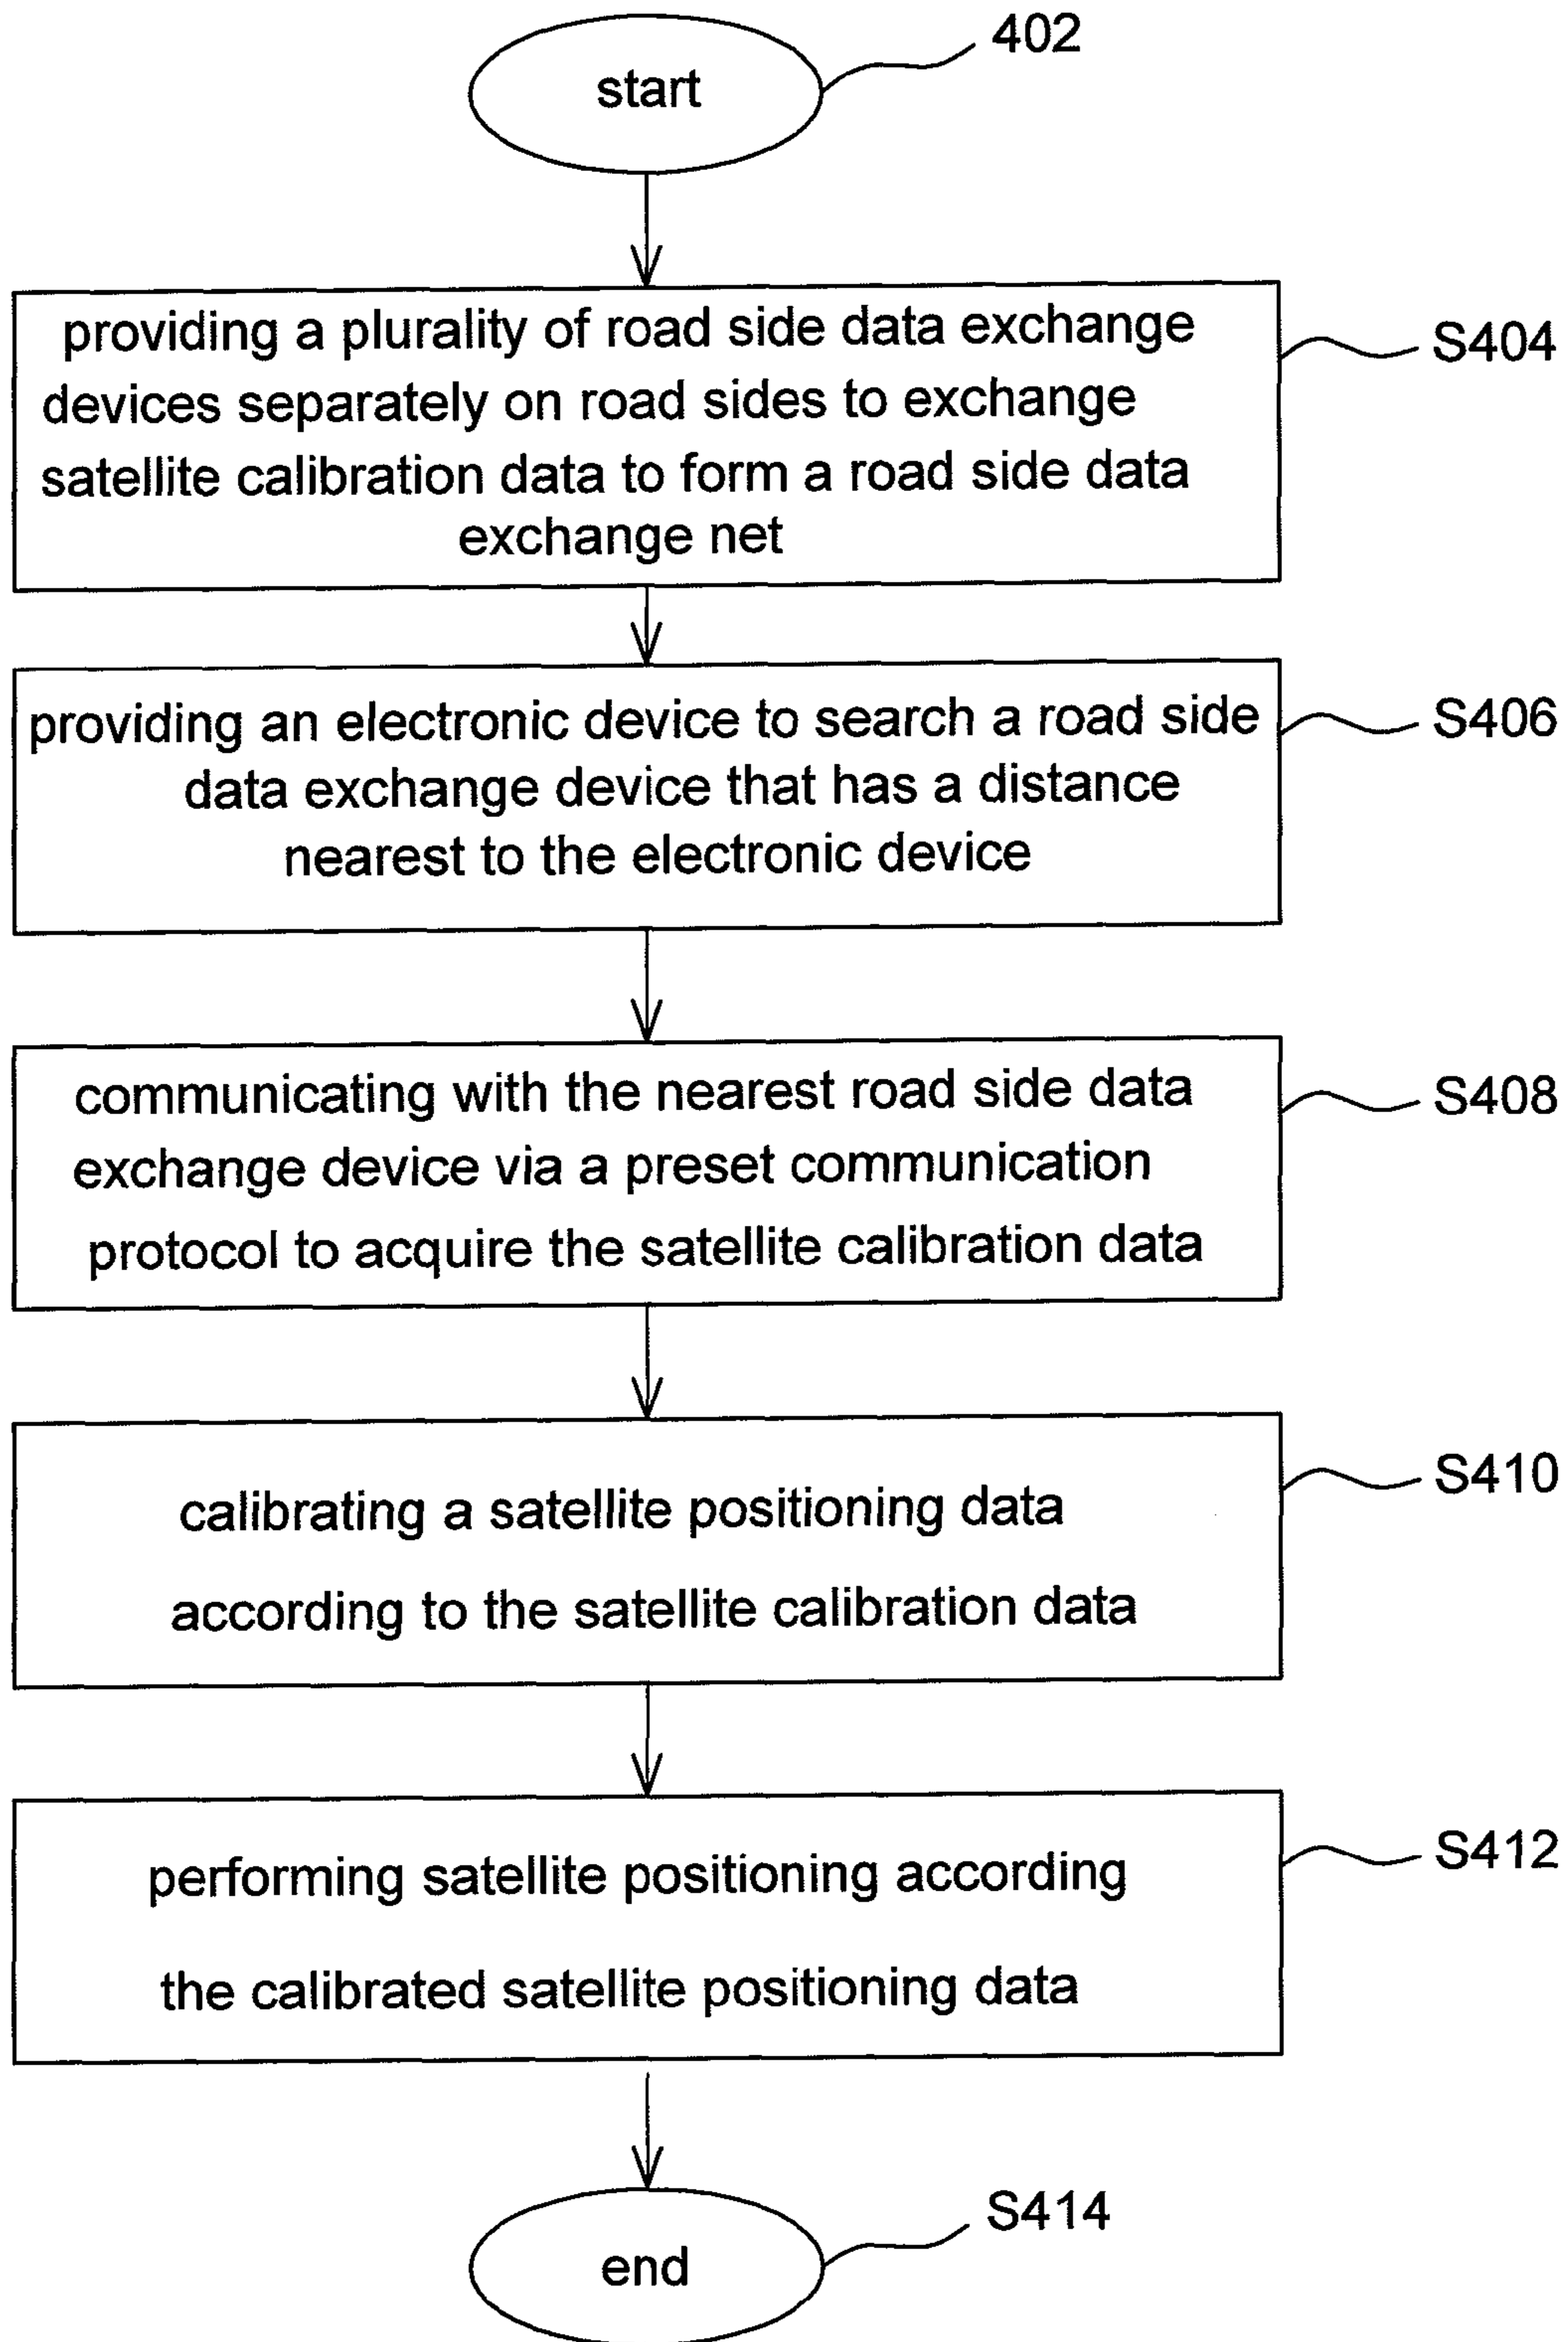 start
402
providing a plurality of road side data exchange
devices separately on road sides to exchange
satellite calibration data to form a road side data
exchange net
S404
providing an electronic device to search a road side
data exchange device that has a distance
nearest to the electronic device
S406
communicating with the nearest road side data
exchange device via a preset communication
protocol to acquire the satellite calibration data
S408
calibrating a satellite positioning data
according to the satellite calibration data
S410
performing satellite positioning according
the calibrated satellite positioning data
S412
end
S414